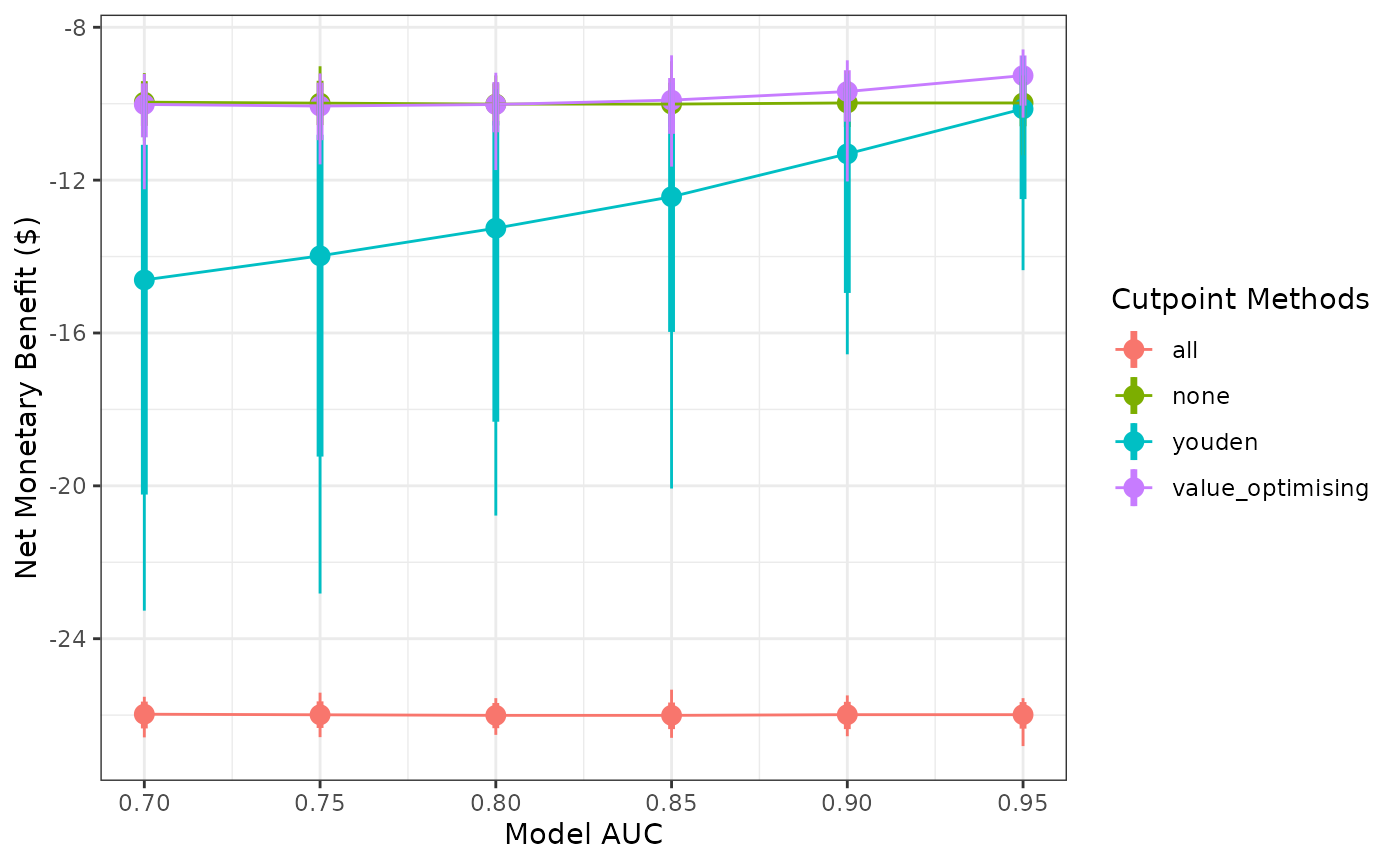 Net Monetary Benefit ($)
-8
-12
-16
-20
-24
0.70 0.75 0.80 0.85 0.90 0.95
Model AUC
Cutpoint Methods
all
none
youden
value_optimising